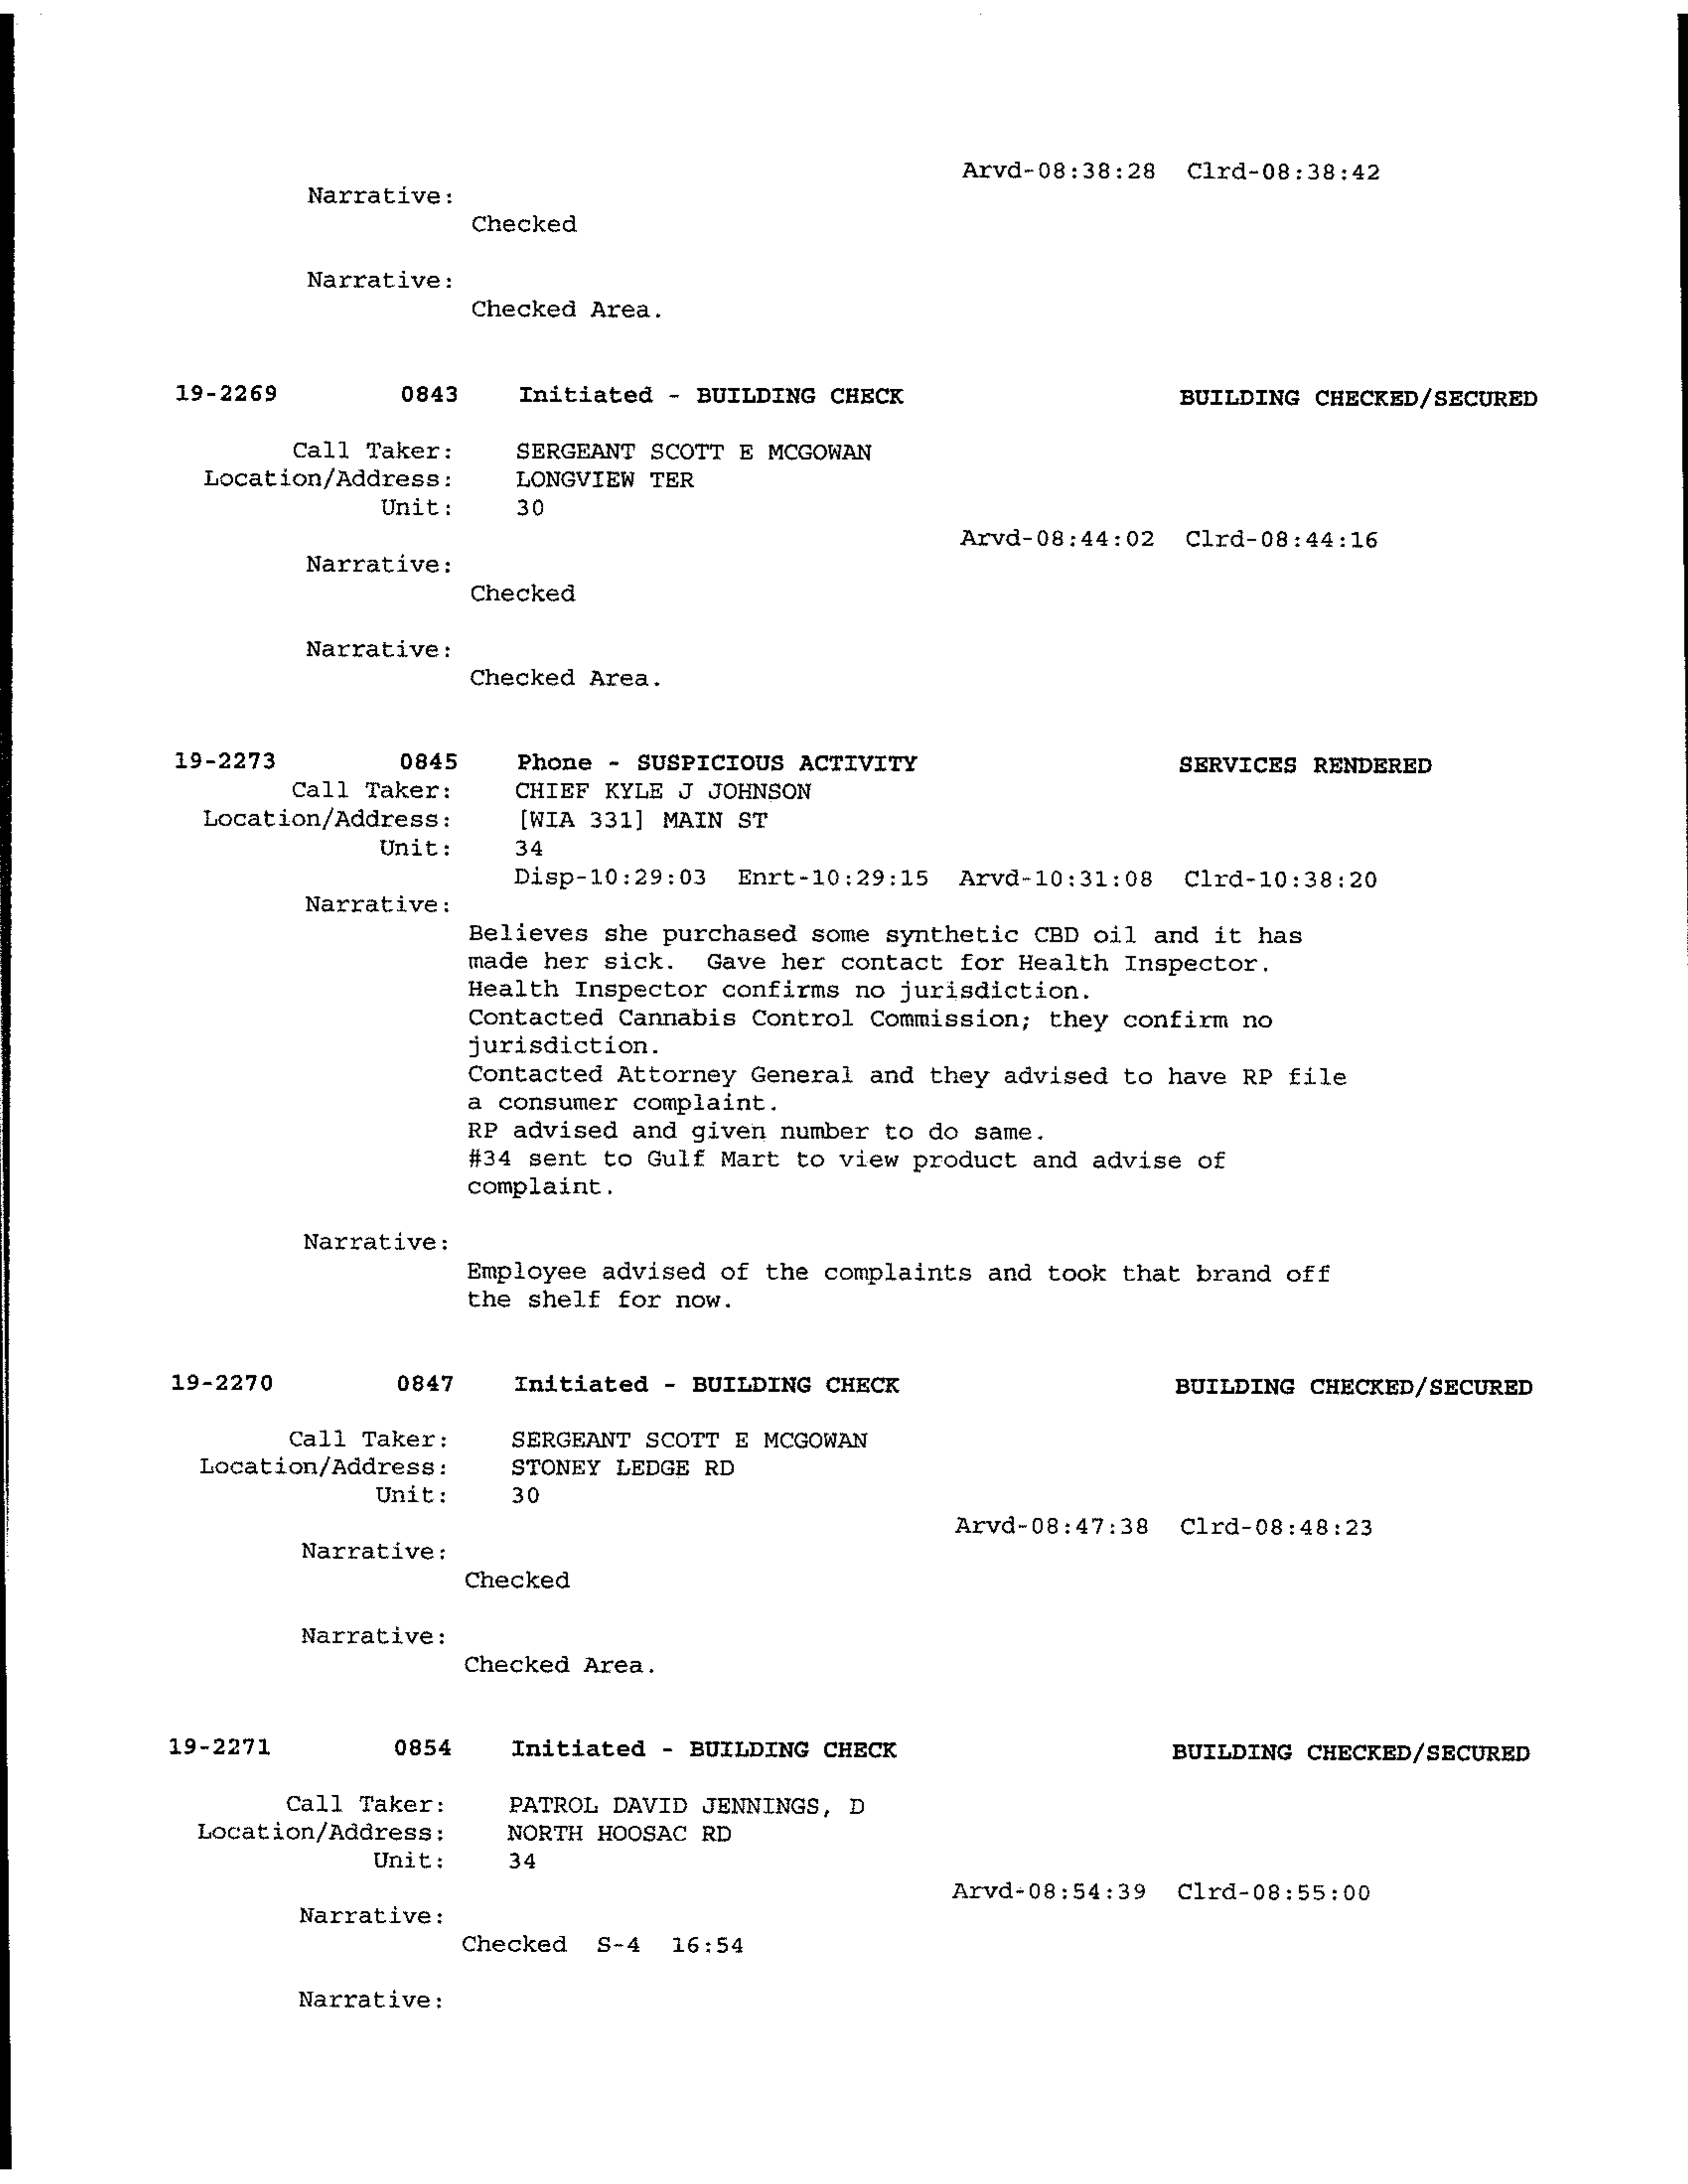 Arvd-08:38:28 Clrd-08:38:42
Narrative:
Checked
Narrative:
Checked Area.
19-2269 0843 Initiated - BUILDING CHECK BUILDING CHECKED/SECURED
Call Taker: SERGEANT SCOTT E MCGOWAN
Location/Address: LONGVIEW TER
Unit: 30
Arvd-08:44:02 Clrd-08:44:16
Narrative:
Checked
Narrative:
Checked Area.
19-2273 0845 Phone - SUSPICIOUS ACTIVITY SERVICES RENDERED
Call Taker: CHIEF KYLE J JOHNSON
Location/Address: [WIA 331] MAIN ST
Unit: 34
Disp-10:29:03 Enrt-10:29:15 Arvd-10:31:08 Clrd-10:38:20
Narrative:
Believes she purchased some synthetic CBD oil and it has
made her sick. Gave her contact for Health Inspector.
Health Inspector confirms no jurisdiction.
Contacted Cannabis Control Commission; they confirm no
jurisdiction.
Contacted Attorney General and they advised to have RP file
a consumer complaint.
RP advised and given number to do same.
#34 sent to Gulf Mart to view product and advise of
complaint.
Narrative:
Employee advised of the complaints and took that brand off
the shelf for now.
19-2270 0847 Initiated - BUILDING CHECK BUILDING CHECKED/SECURED
Call Taker: SERGEANT SCOTT E MCGOWAN
Location/Address: STONEY LEDGE RD
Unit: 30
Arvd-08:47:38 Clrd-08:48:23
Narrative:
Checked
Narrative:
Checked Area.
19-2271 0854 Initiated - BUILDING CHECK BUILDING CHECKED/SECURED
Call Taker: PATROL DAVID JENNINGS, D
Location/Address: NORTH HOOSAC RD
Unit: 34
Arvd-08:54:39 Clrd-08:55:00
Narrative:
Checked S-4 16:54
Narrative: